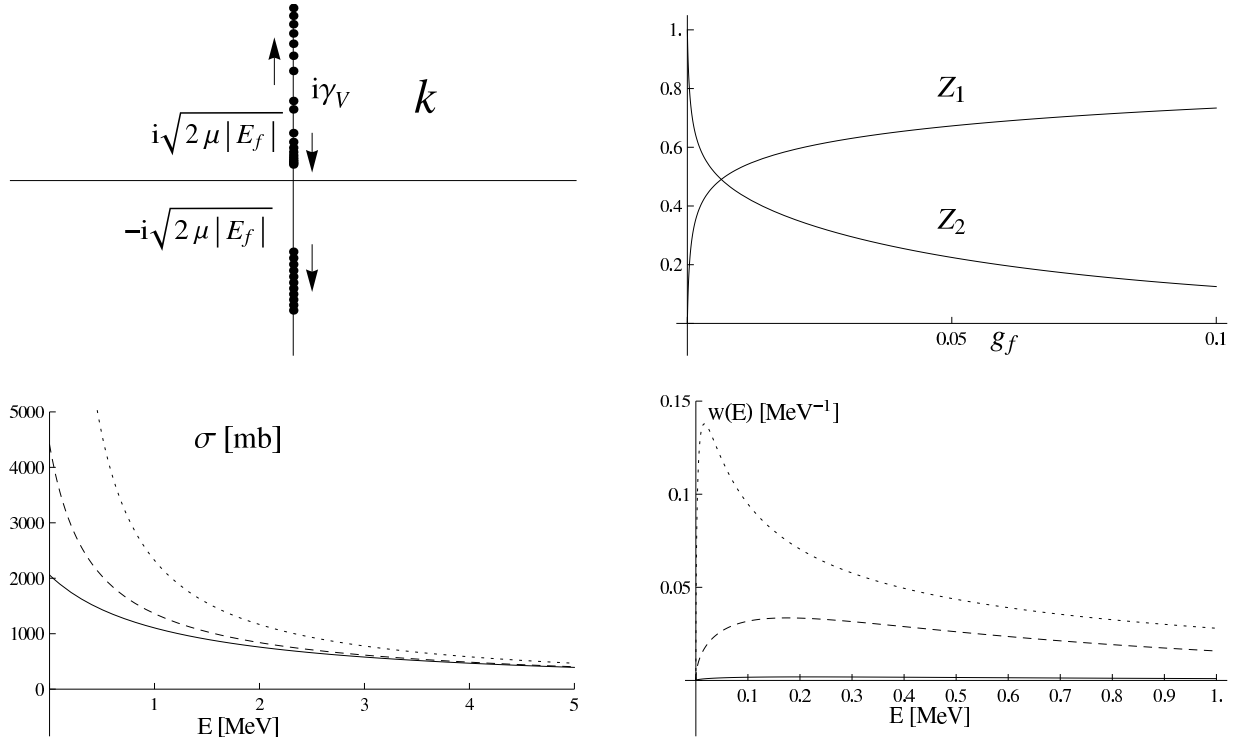 iγ_V
k
i√2 μ|E_f|
−i√2 μ|E_f|
1.
0.8
0.6
0.4
0.2
Z_1
Z_2
0.05
g_f
0.1
5000
4000
3000
2000
1000
0
σ [mb]
1
2
3
4
5
E [MeV]
0.15
0.1
0.05
w(E) [MeV⁻¹]
0.1
0.2
0.3
0.4
0.5
0.6
0.7
0.8
0.9
1.
E [MeV]